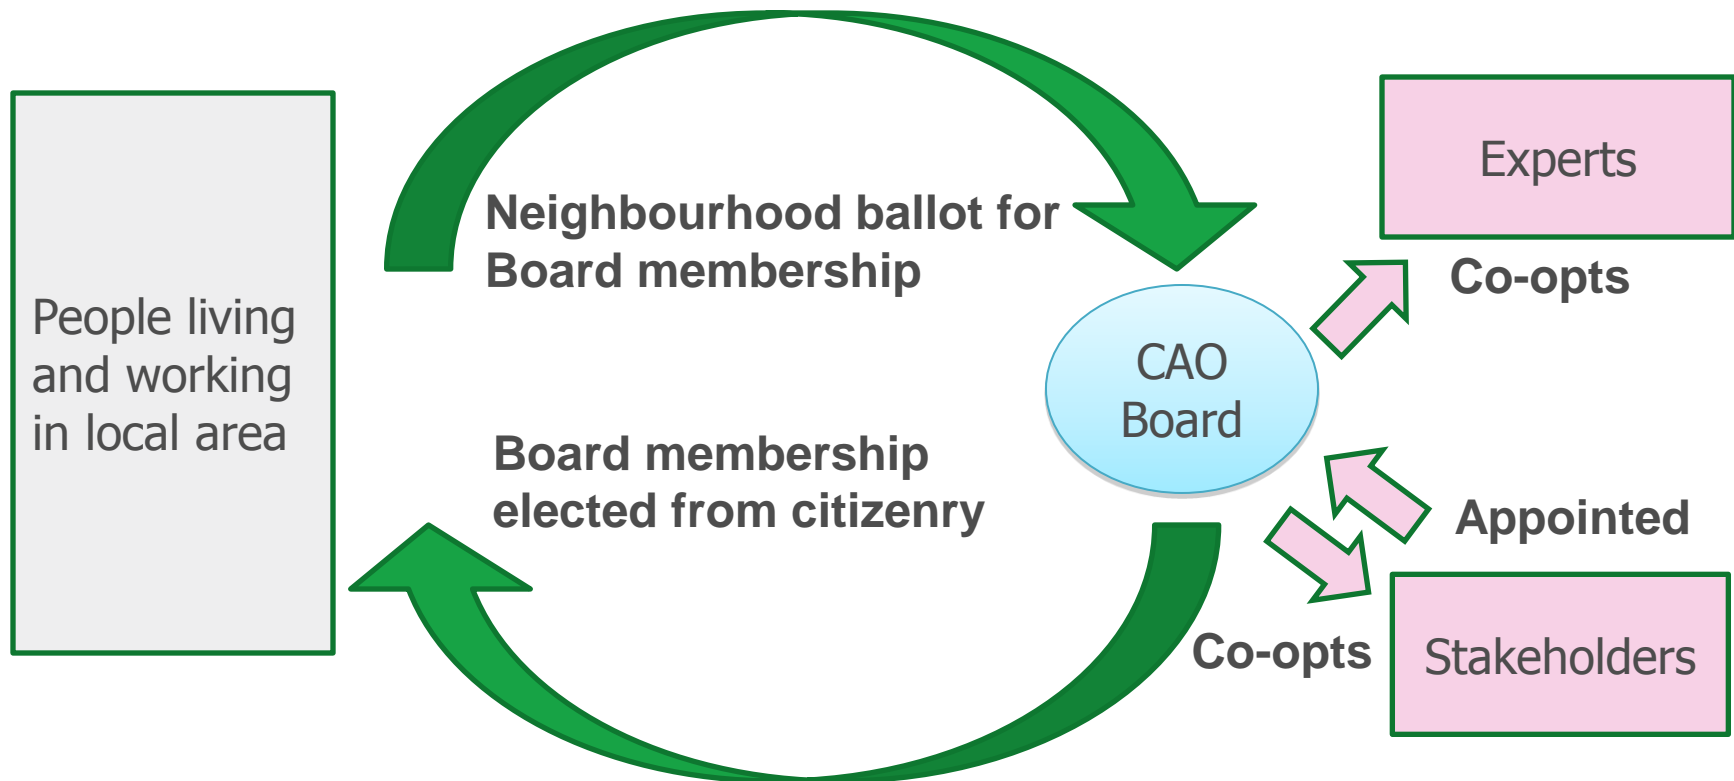 People living
and working
in local area
Neighbourhood ballot for
Board membership
Board membership
elected from citizenry
CAO
Board
Experts
Co-opts
Appointed
Co-opts
Stakeholders